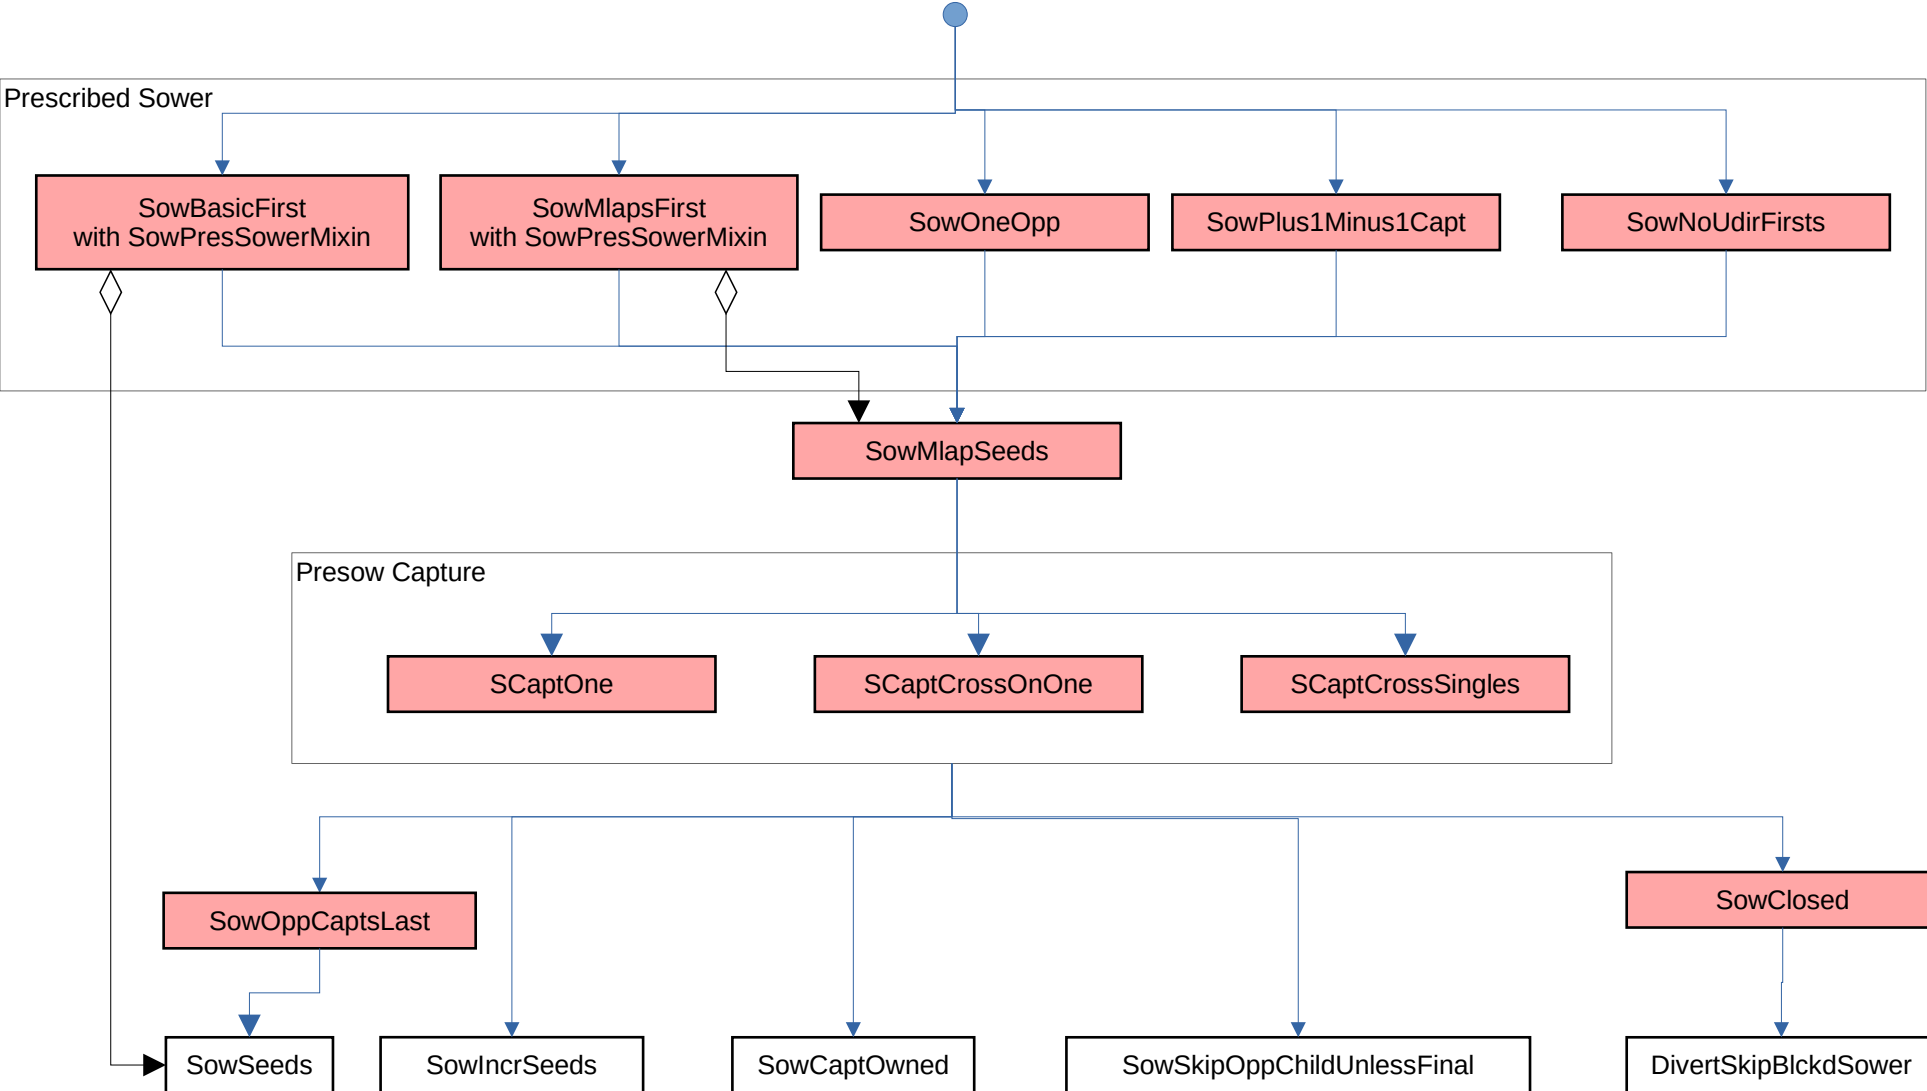 Prescribed Sower
SowBasicFirst
with SowPresSowerMixin
SowMlapsFirst
with SowPresSowerMixin
SowOneOpp
SowPlus1Minus1Capt
SowNoUdirFirsts
SowMlapSeeds
Presow Capture
SCaptOne
SCaptCrossOnOne
SCaptCrossSingles
SowOppCaptsLast
SowClosed
SowSeeds
SowIncrSeeds
SowCaptOwned
SowSkipOppChildUnlessFinal
DivertSkipBlckdSower